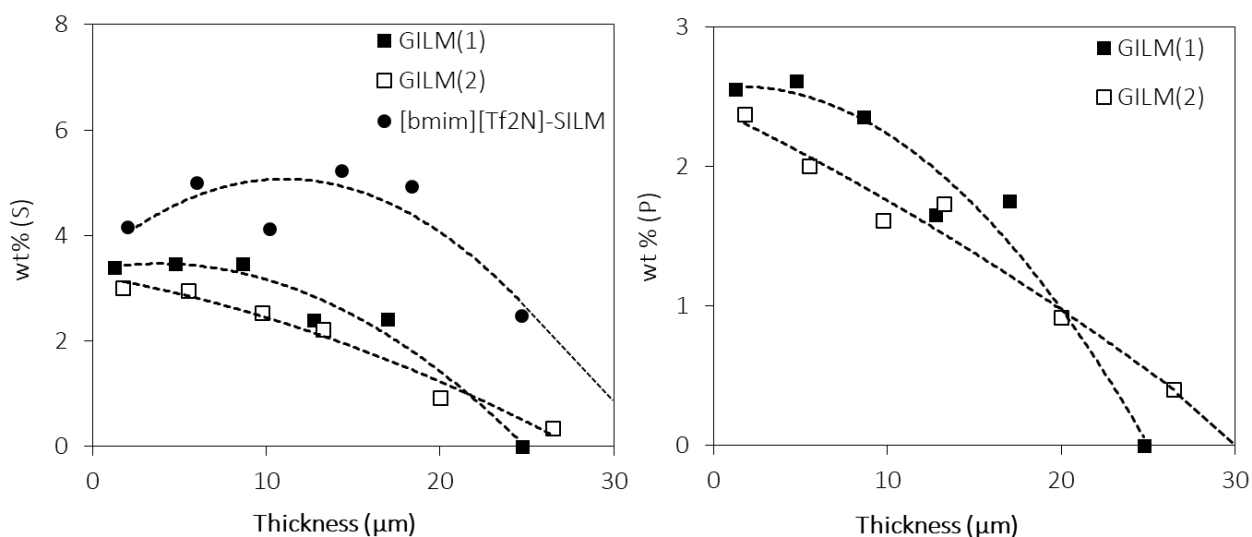 8
6
4
2
0
wt% (S)
GILM(1)
GILM(2)
[bmim][Tf2N]-SILM
0 10 20 30
Thickness (μm)
3
2
1
0
wt % (P)
GILM(1)
GILM(2)
0 10 20 30
Thickness (μm)